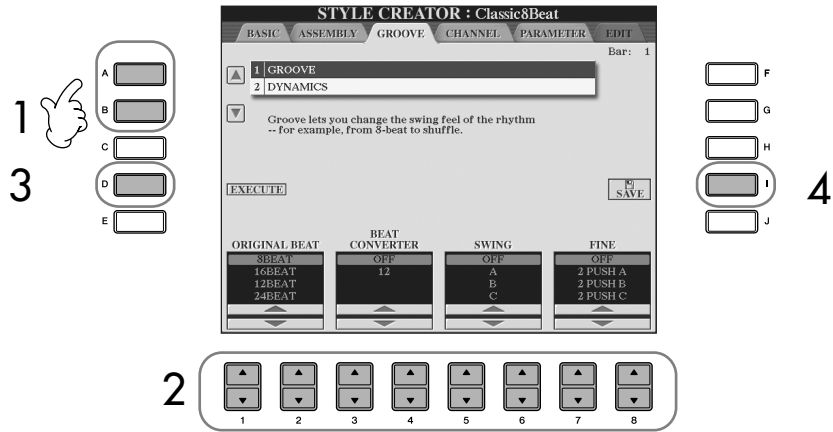 STYLE CREATOR : Classic8Beat
BASIC ASSEMBLY GROOVE CHANNEL PARAMETER EDIT
Bar: 1
1 GROOVE
2 DYNAMICS
Groove lets you change the swing feel of the rhythm
-- for example, from 8-beat to shuffle.
EXECUTE
SAVE
ORIGINAL BEAT
8BEAT
16BEAT
12BEAT
24BEAT
BEAT
CONVERTER
OFF
12
SWING
OFF
A
B
C
FINE
OFF
2 PUSH A
2 PUSH B
2 PUSH C
A
B
C
D
E
F
G
H
I
J
1
3
4
2
1 2 3 4 5 6 7 8